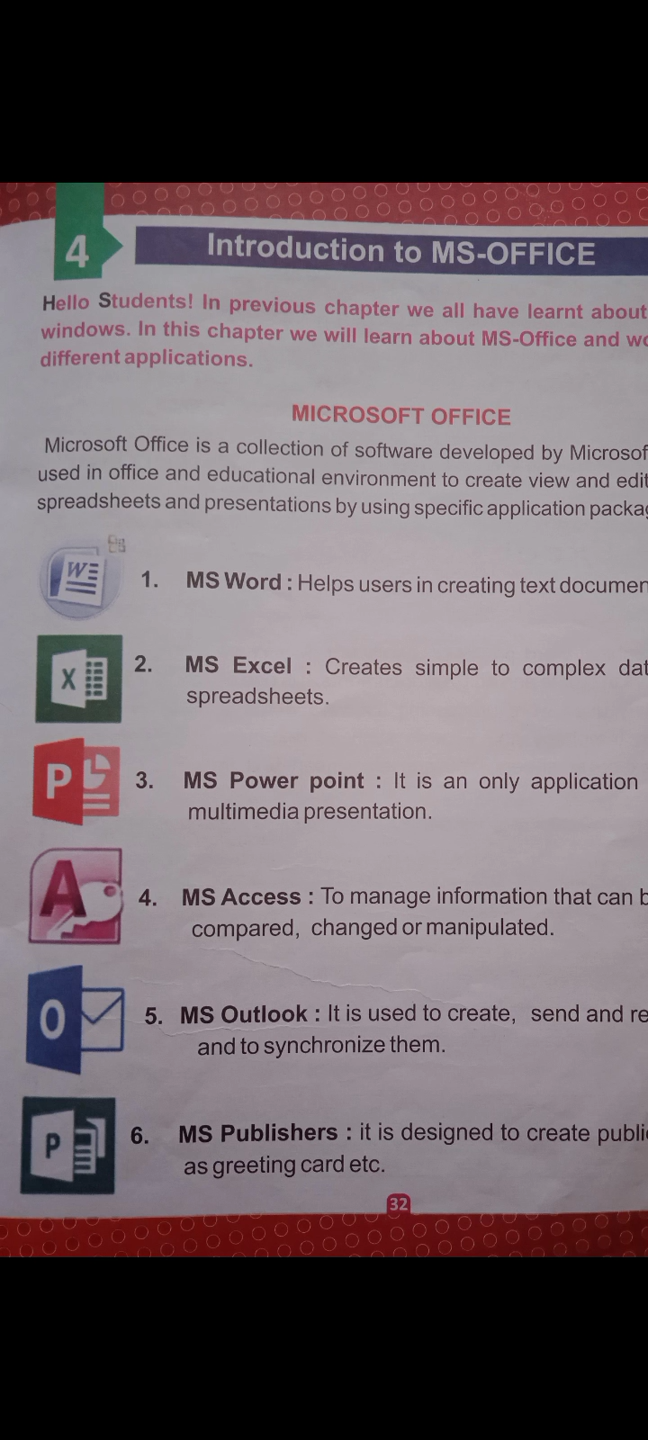 4
Introduction to MS-OFFICE
Hello Students! In previous chapter we all have learnt about
windows. In this chapter we will learn about MS-Office and
different applications.
MICROSOFT OFFICE
Microsoft Office is a collection of software developed by
used in office and educational environment to create view and
spreadsheets and presentations by using specific application
W
1. MS Word : Helps users in creating text
X
2. MS Excel : Creates simple to complex
spreadsheets.
P
3. MS Power point : It is an only application
multimedia presentation.
A
4. MS Access : To manage information that can
compared, changed or manipulated.
O
5. MS Outlook : It is used to create, send and
and to synchronize them.
P
6. MS Publishers : it is designed to create
as greeting card etc.
32